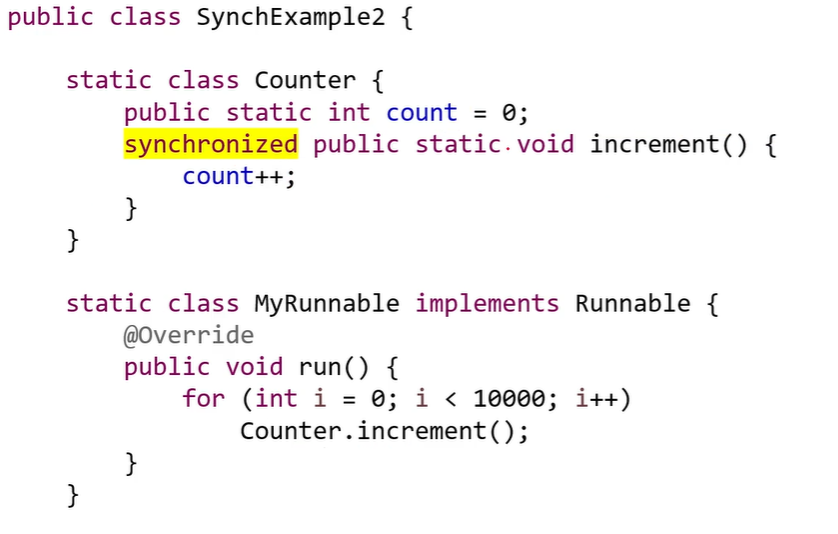 public class SynchExample2 {
static class Counter {
public static int count = 0;
synchronized public static void increment() {
count++;
}
}
static class MyRunnable implements Runnable {
@Override
public void run() {
for (int i = 0; i < 10000; i++)
Counter.increment();
}
}